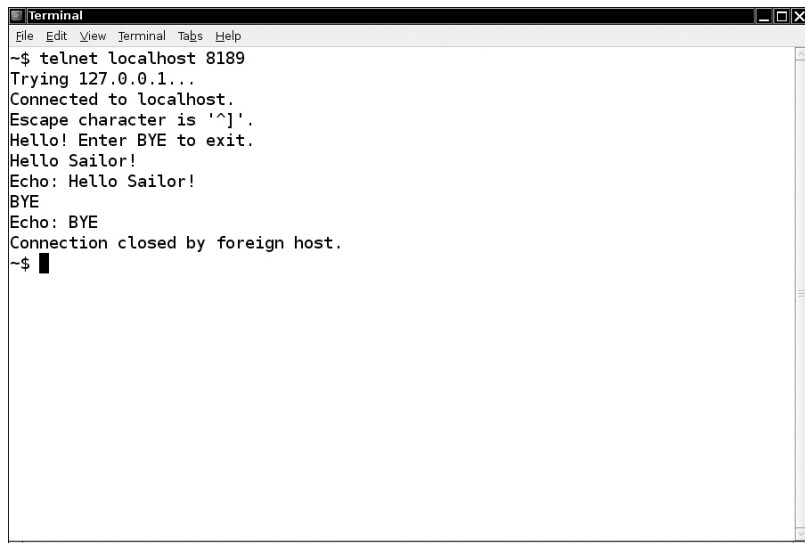 Terminal
File Edit View Terminal Tabs Help
~$ telnet localhost 8189
Trying 127.0.0.1...
Connected to localhost.
Escape character is '^]'.
Hello! Enter BYE to exit.
Hello Sailor!
Echo: Hello Sailor!
BYE
Echo: BYE
Connection closed by foreign host.
~$